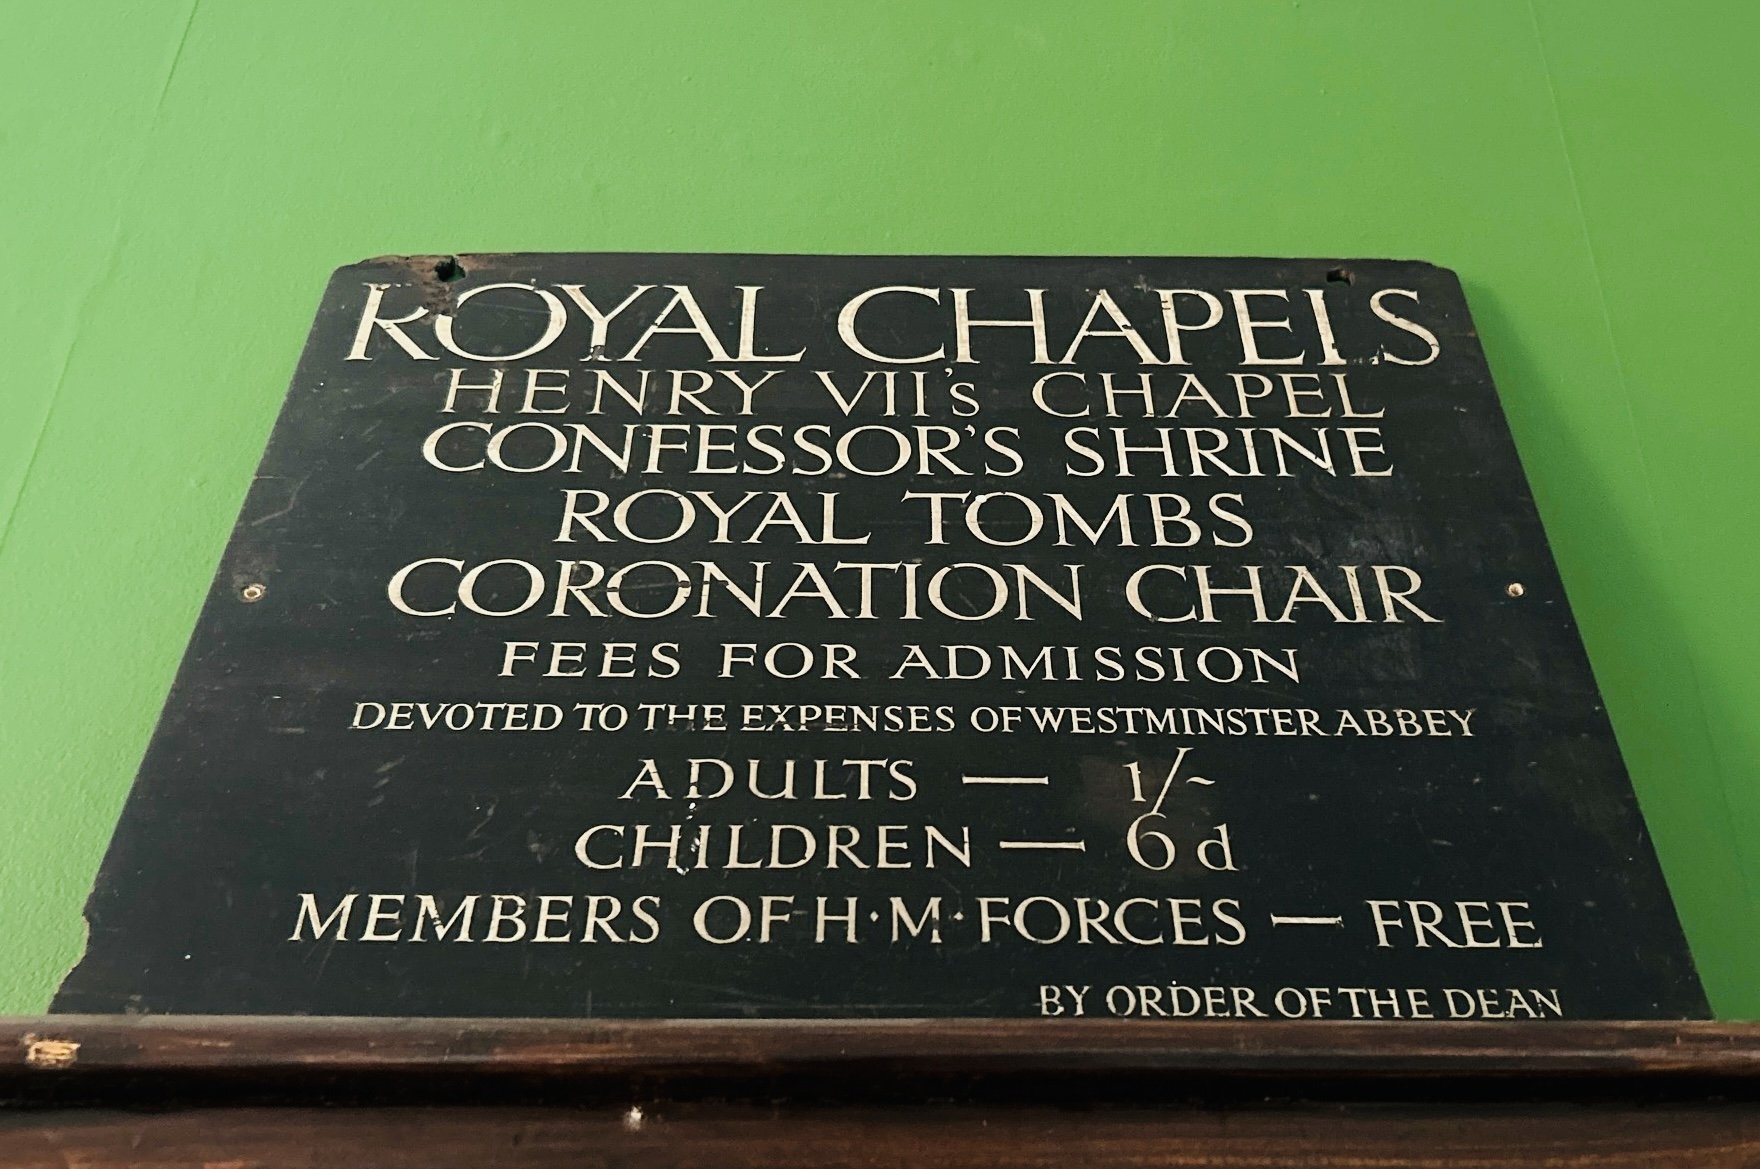 ROYAL CHAPELS
HENRY VII's CHAPEL
CONFESSOR'S SHRINE
ROYAL TOMBS
CORONATION CHAIR
FEES FOR ADMISSION
DEVOTED TO THE EXPENSES OF WESTMINSTER ABBEY
ADULTS — 1/-
CHILDREN — 6d
MEMBERS OF H·M·FORCES — FREE
BY ORDER OF THE DEAN